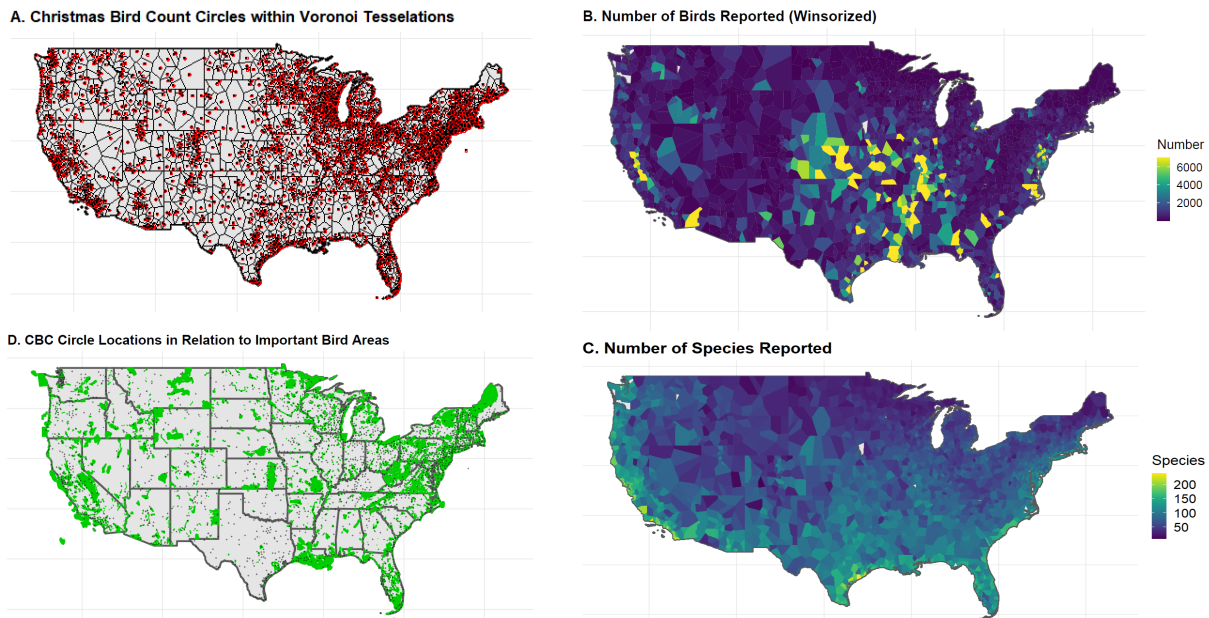 A. Christmas Bird Count Circles within Voronoi Tesselations
B. Number of Birds Reported (Winsorized)
Number
6000
4000
2000
D. CBC Circle Locations in Relation to Important Bird Areas
C. Number of Species Reported
Species
200
150
100
50